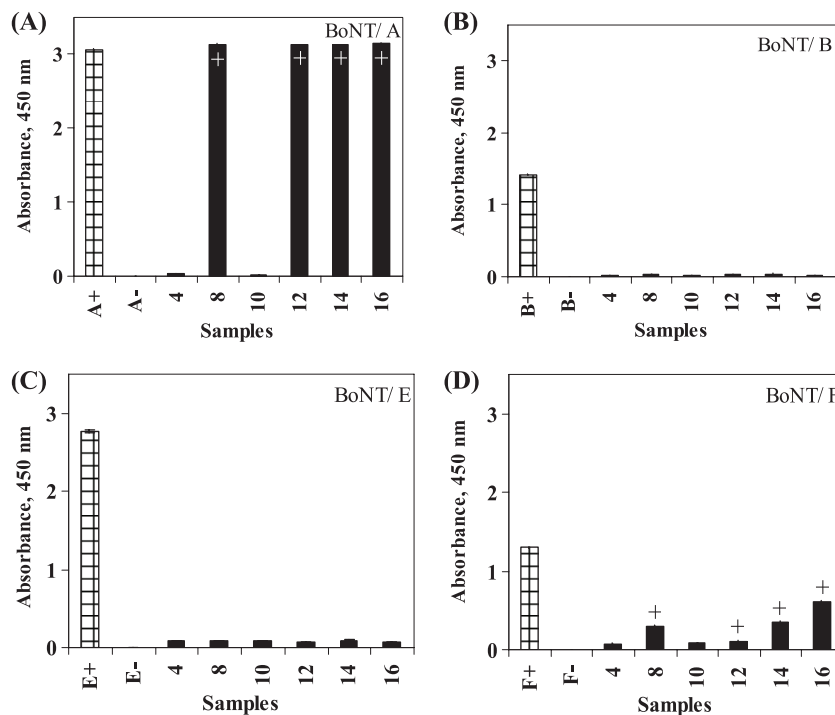 (A)
BoNT/ A
Absorbance, 450 nm
3
2
1
0
+ + + +
A+ A- 4 8 10 12 14 16
Samples
(B)
BoNT/ B
Absorbance, 450 nm
3
2
1
0
B+ B- 4 8 10 12 14 16
Samples
(C)
BoNT/ E
Absorbance, 450 nm
3
2
1
0
E+ E- 4 8 10 12 14 16
Samples
(D)
BoNT/ F
Absorbance, 450 nm
3
2
1
0
+ + + +
F+ F- 4 8 10 12 14 16
Samples